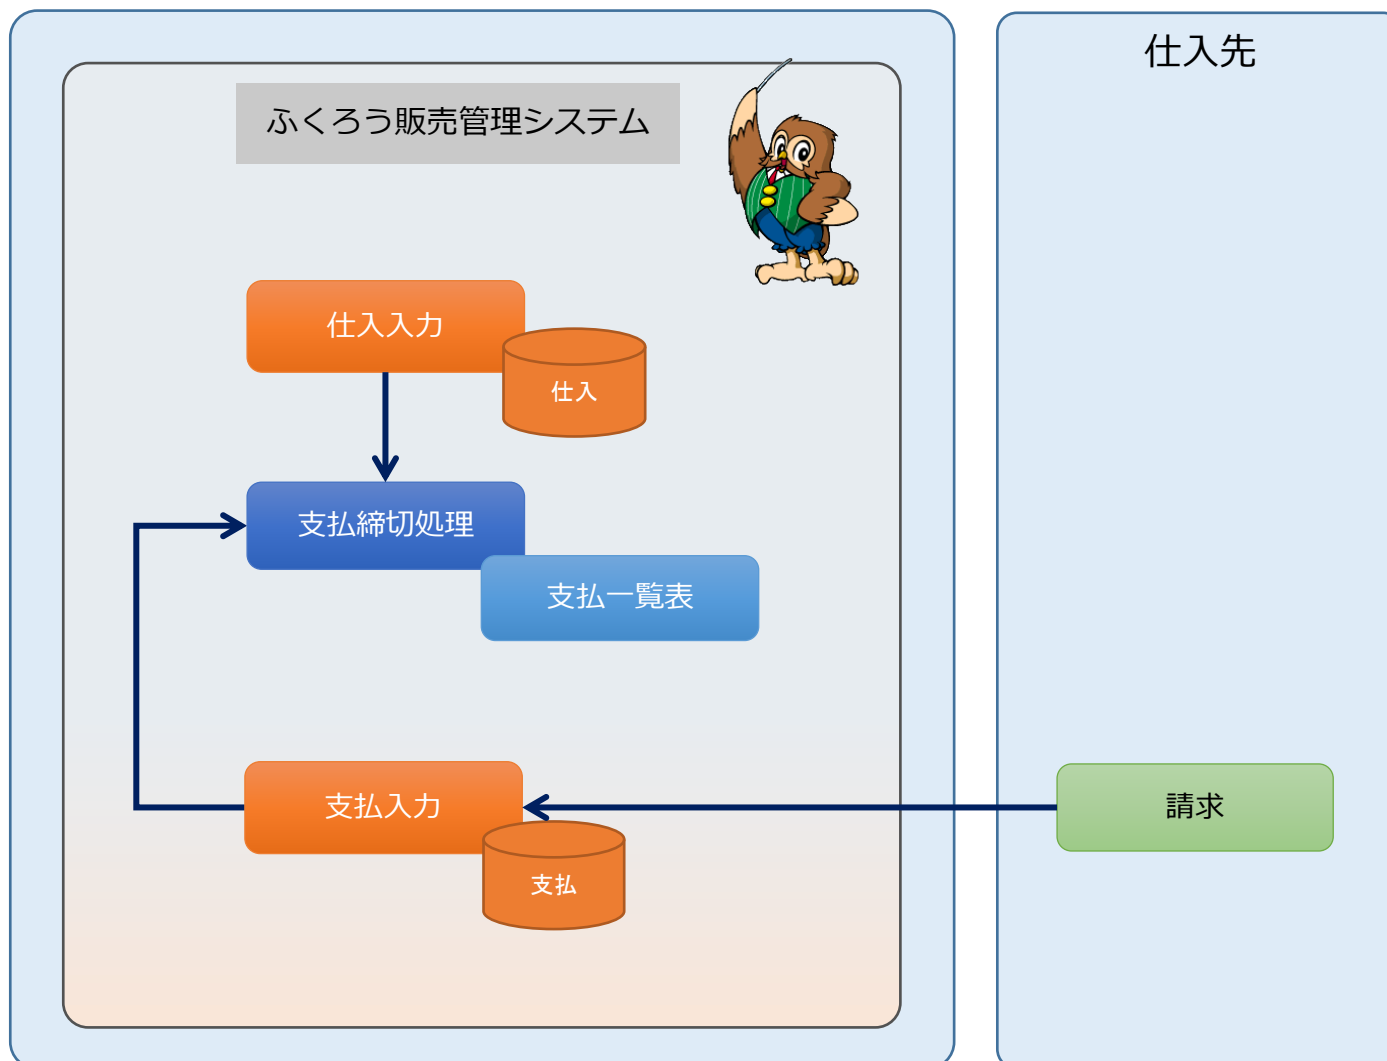 仕入先
ふくろう販売管理システム
仕入入力
仕入
支払締切処理
支払一覧表
支払入力
請求
支払